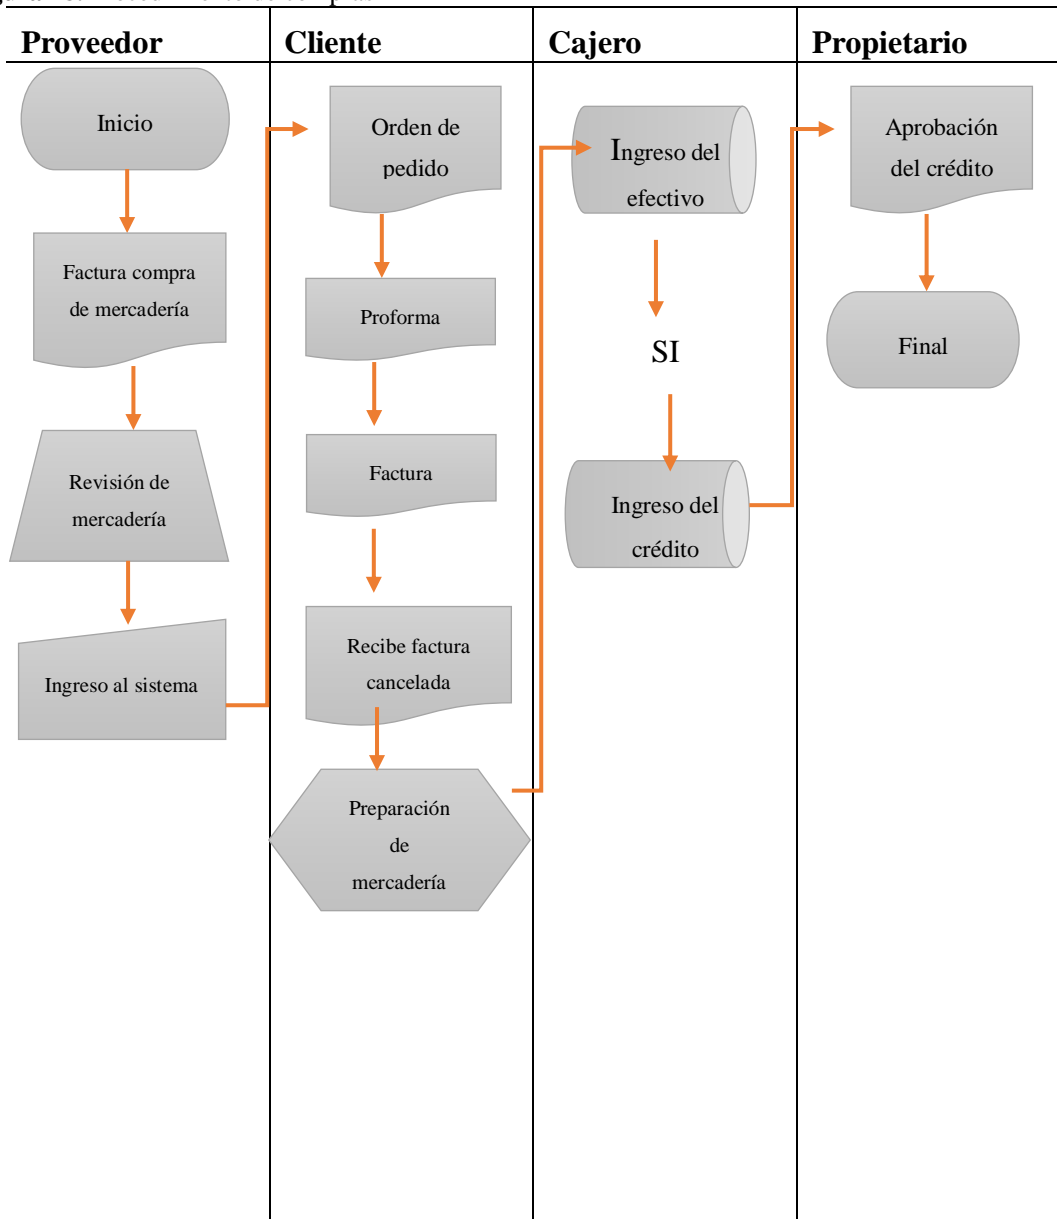 Proveedor
Cliente
Cajero
Propietario
Inicio
Factura compra
de mercadería
Revisión de
mercadería
Ingreso al sistema
Orden de
pedido
Proforma
Factura
Recibe factura
cancelada
Preparación
de
mercadería
Ingreso del
efectivo
SI
Ingreso del
crédito
Aprobación
del crédito
Final